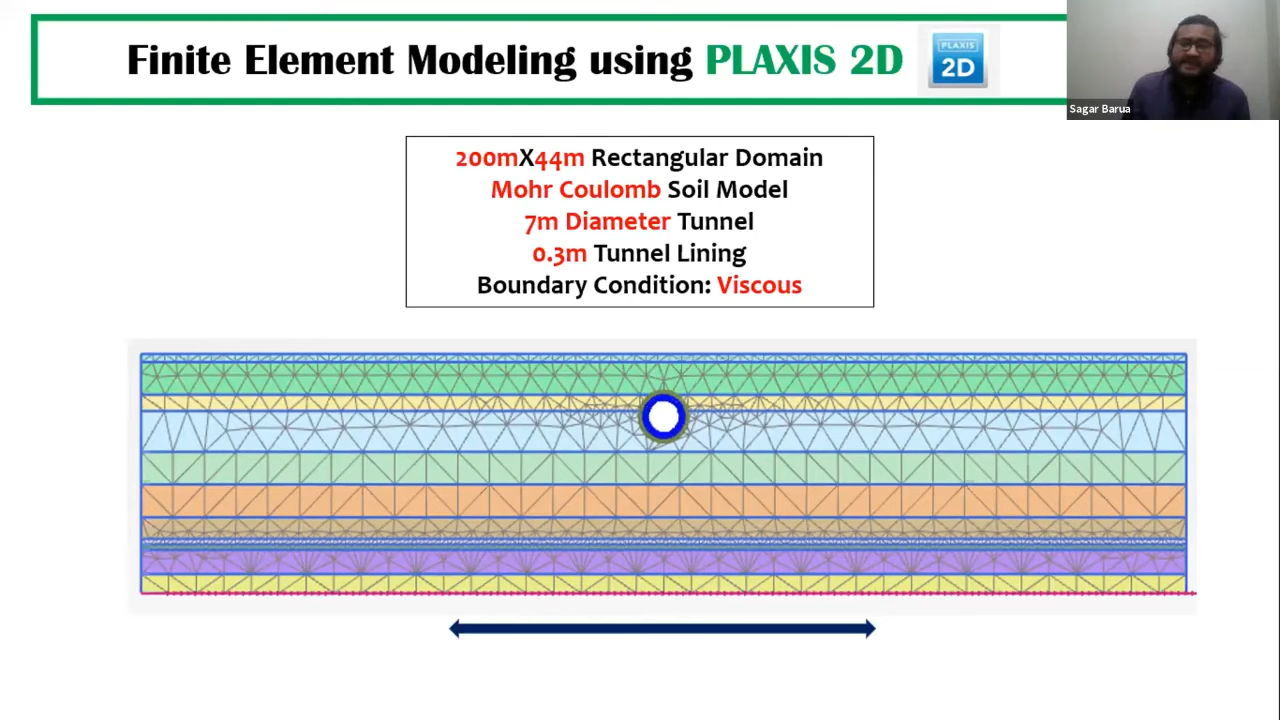 Finite Element Modeling using PLAXIS 2D
PLAXIS
2D
Sagar Barua
200mX44m Rectangular Domain
Mohr Coulomb Soil Model
7m Diameter Tunnel
0.3m Tunnel Lining
Boundary Condition: Viscous